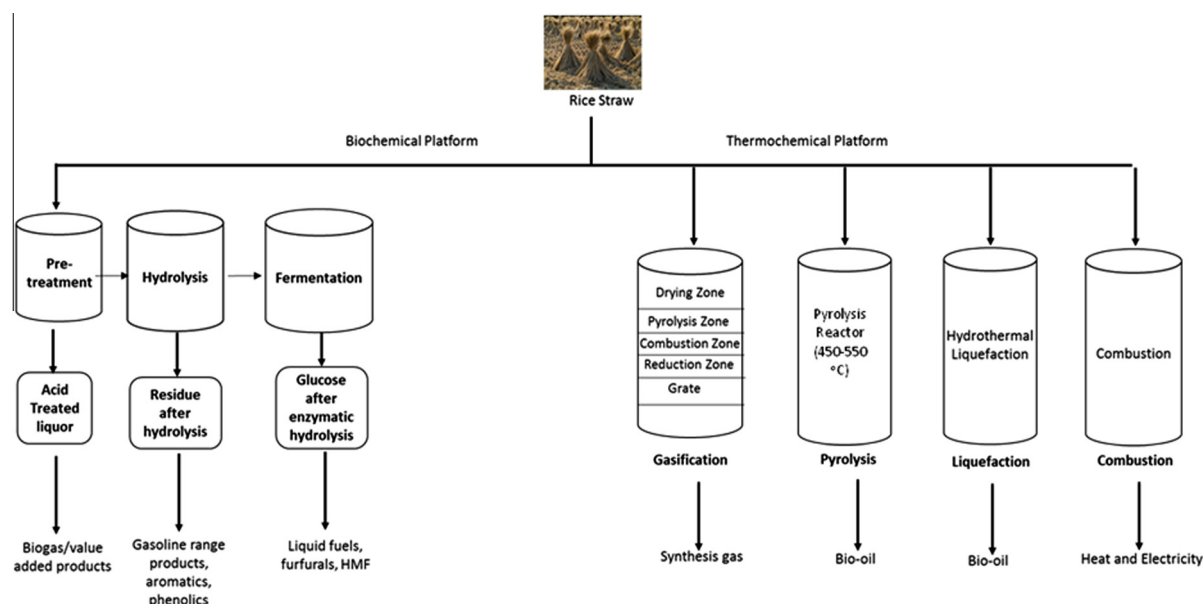 Rice Straw
Biochemical Platform
Thermochemical Platform
Pre-
treatment
Hydrolysis
Fermentation
Acid
Treated
liquor
Residue
after
hydrolysis
Glucose
after
enzymatic
hydrolysis
Biogas/value
added products
Gasoline range
products,
aromatics,
phenolics
Liquid fuels,
furfurals, HMF
Drying Zone
Pyrolysis Zone
Combustion Zone
Reduction Zone
Grate
Gasification
Synthesis gas
Pyrolysis
Reactor
(450-550
°C)
Pyrolysis
Bio-oil
Hydrothermal
Liquefaction
Liquefaction
Bio-oil
Combustion
Combustion
Heat and Electricity